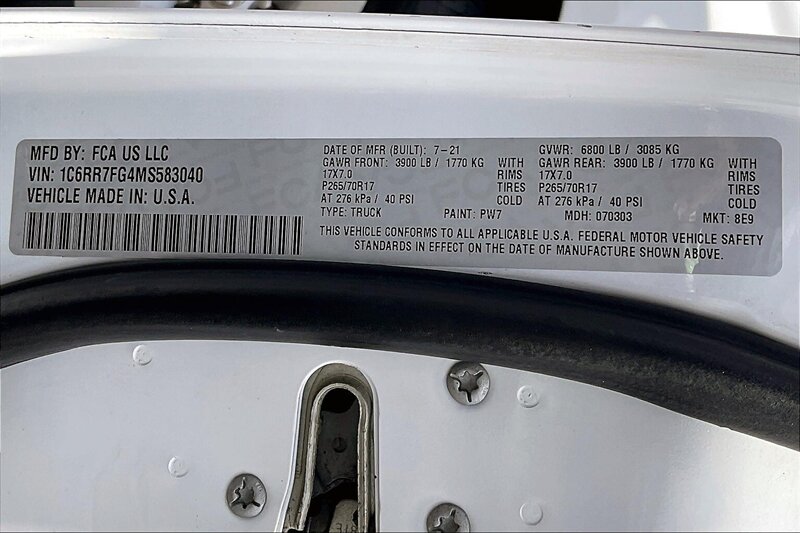 MFD BY: FCA US LLC
VIN: 1C6RR7FG4MS583040
VEHICLE MADE IN: U.S.A.
DATE OF MFR (BUILT): 7-21
GAWR FRONT: 3900 LB / 1770 KG WITH
17X7.0 RIMS
P265/70R17 TIRES
AT 276 kPa / 40 PSI COLD
TYPE: TRUCK PAINT: PW7
GVWR: 6800 LB / 3085 KG
GAWR REAR: 3900 LB / 1770 KG WITH
17X7.0 RIMS
P265/70R17 TIRES
AT 276 kPa / 40 PSI COLD
MDH: 070303 MKT: 8E9
THIS VEHICLE CONFORMS TO ALL APPLICABLE U.S.A. FEDERAL MOTOR VEHICLE SAFETY
STANDARDS IN EFFECT ON THE DATE OF MANUFACTURE SHOWN ABOVE.